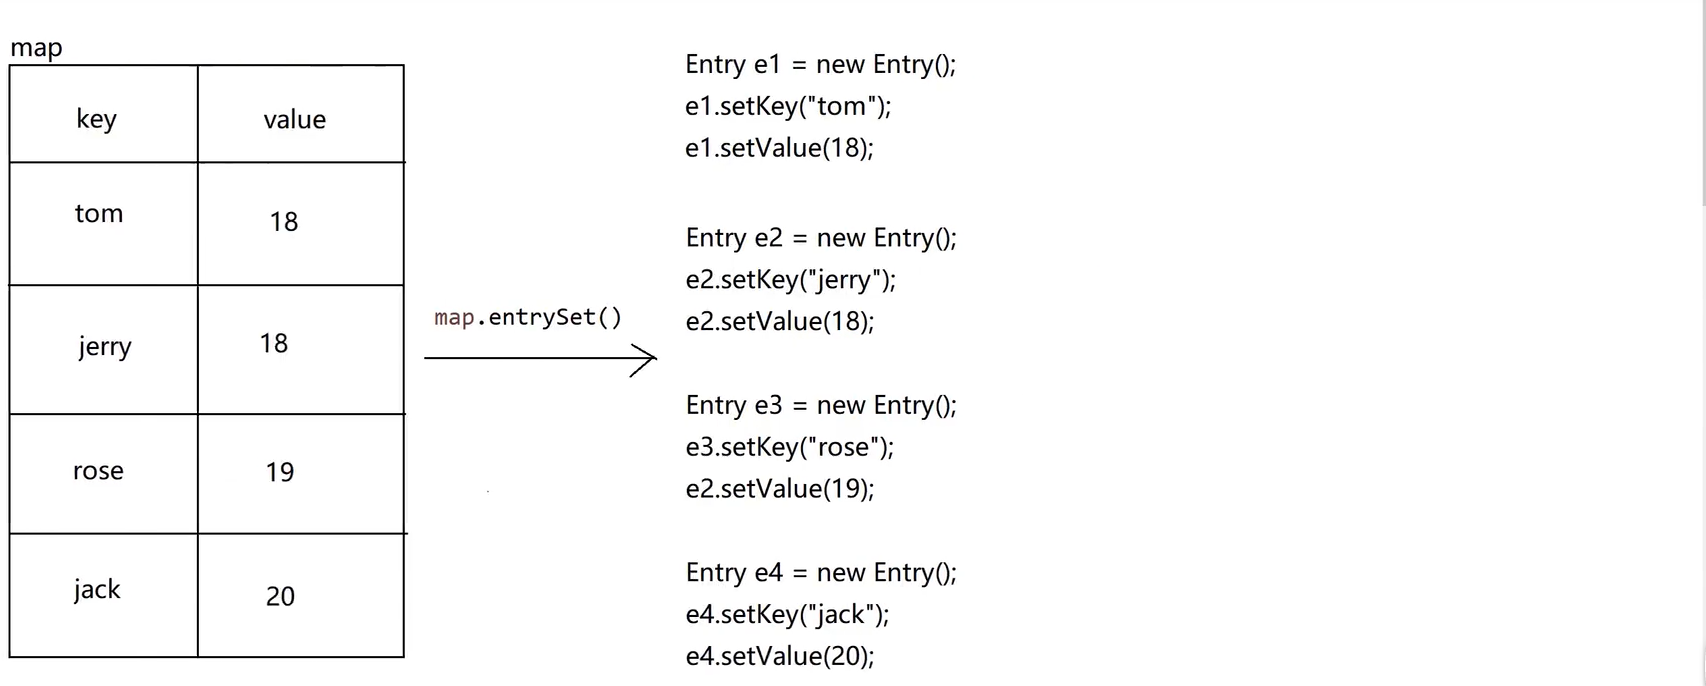 map
key value
tom 18
jerry 18
rose 19
jack 20
map.entrySet()
Entry e1 = new Entry();
e1.setKey("tom");
e1.setValue(18);
Entry e2 = new Entry();
e2.setKey("jerry");
e2.setValue(18);
Entry e3 = new Entry();
e3.setKey("rose");
e2.setValue(19);
Entry e4 = new Entry();
e4.setKey("jack");
e4.setValue(20);